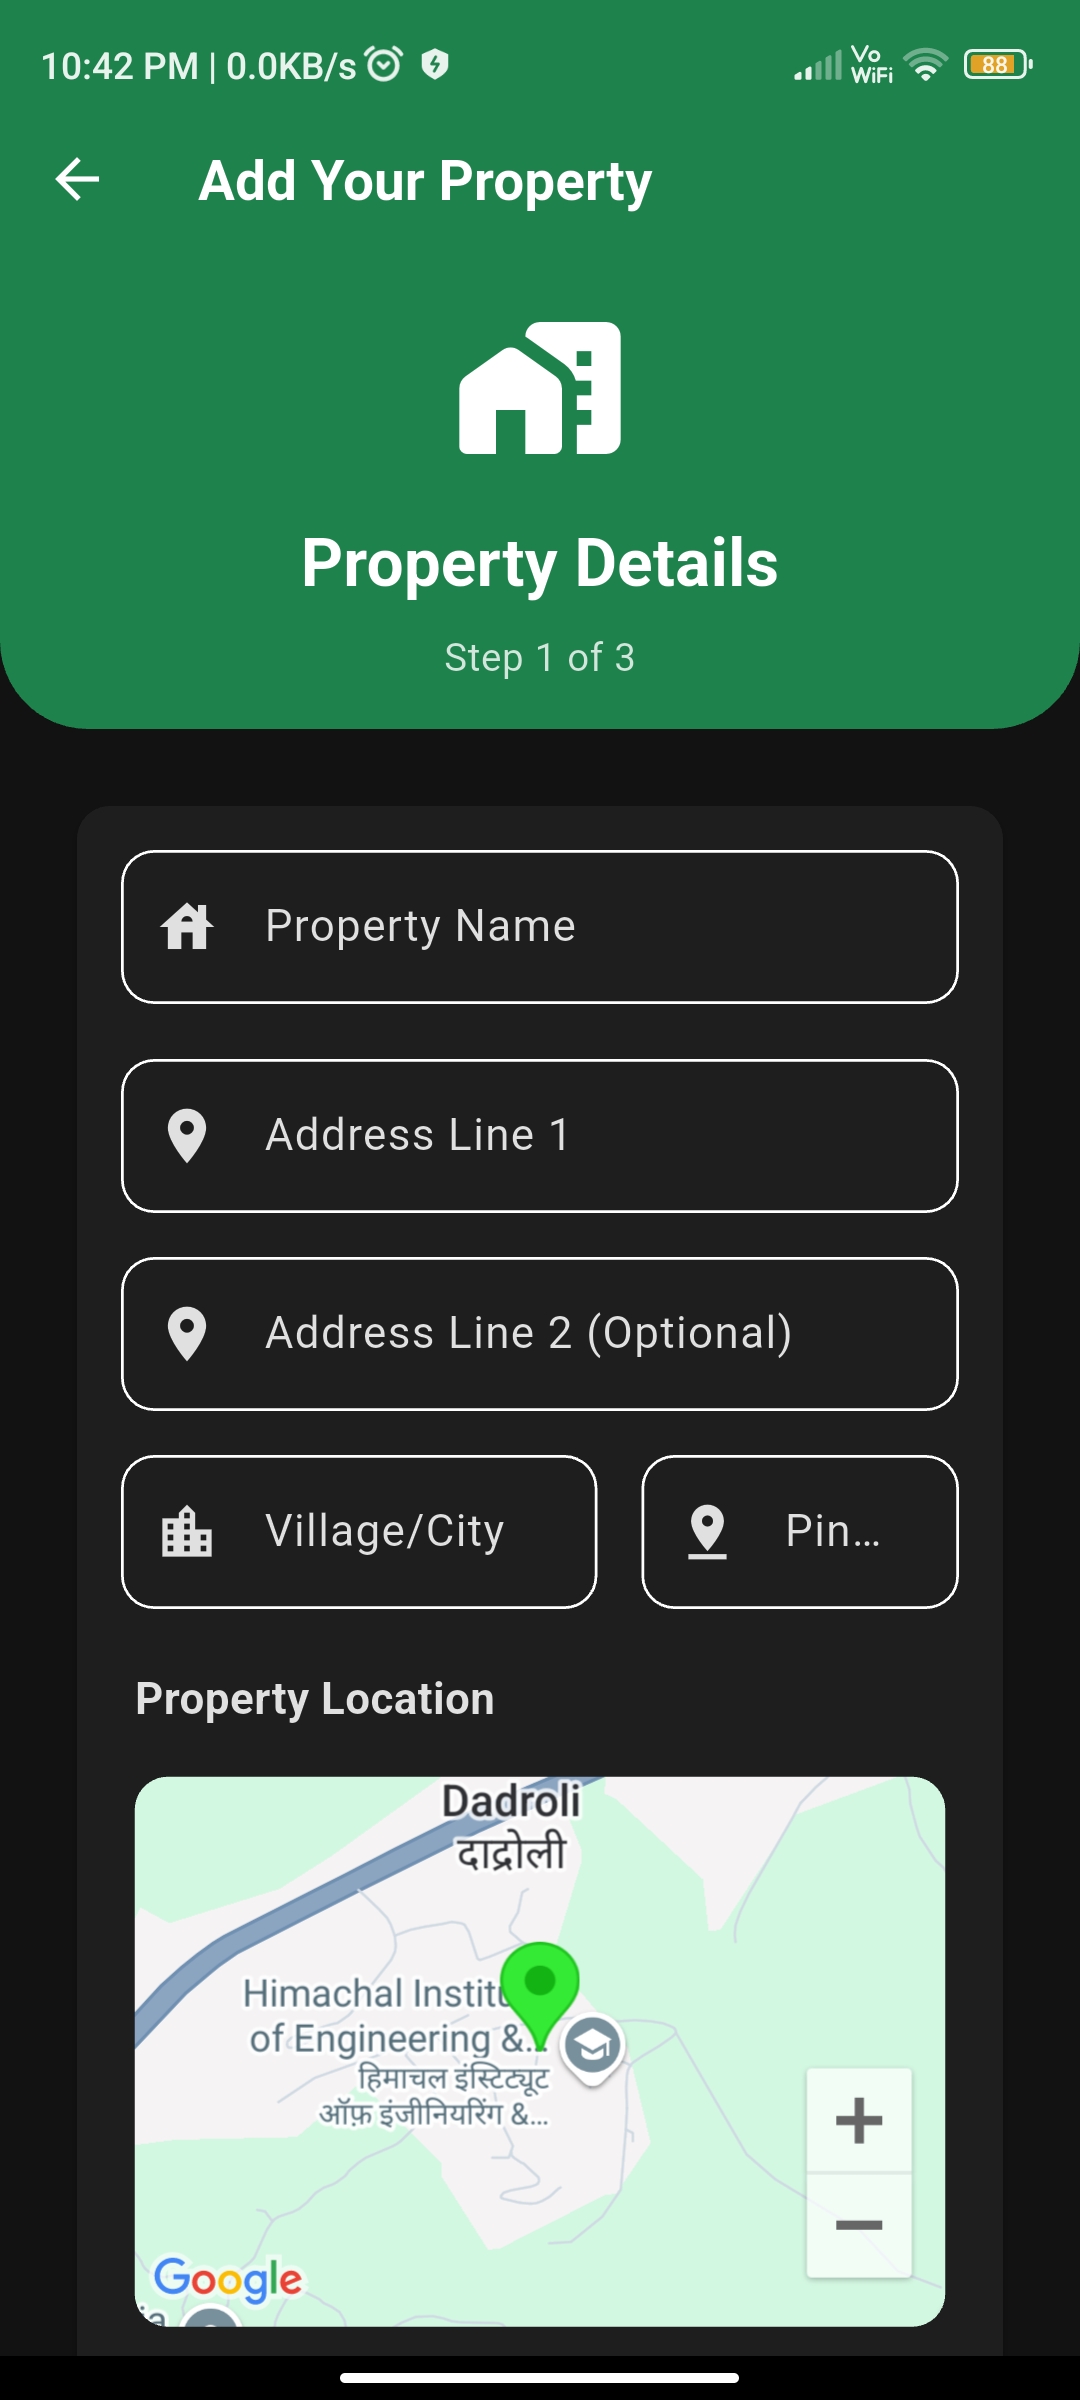 10:42 PM | 0.0KB/s
Vo
WiFi
88
Add Your Property
Property Details
Step 1 of 3
Property Name
Address Line 1
Address Line 2 (Optional)
Village/City
Pin...
Property Location
Dadroli
दाद्रोली
Himachal Institu
of Engineering &...
हिमाचल इंस्टिट्यूट
ऑफ़ इंजीनियरिंग &...
+
−
Google